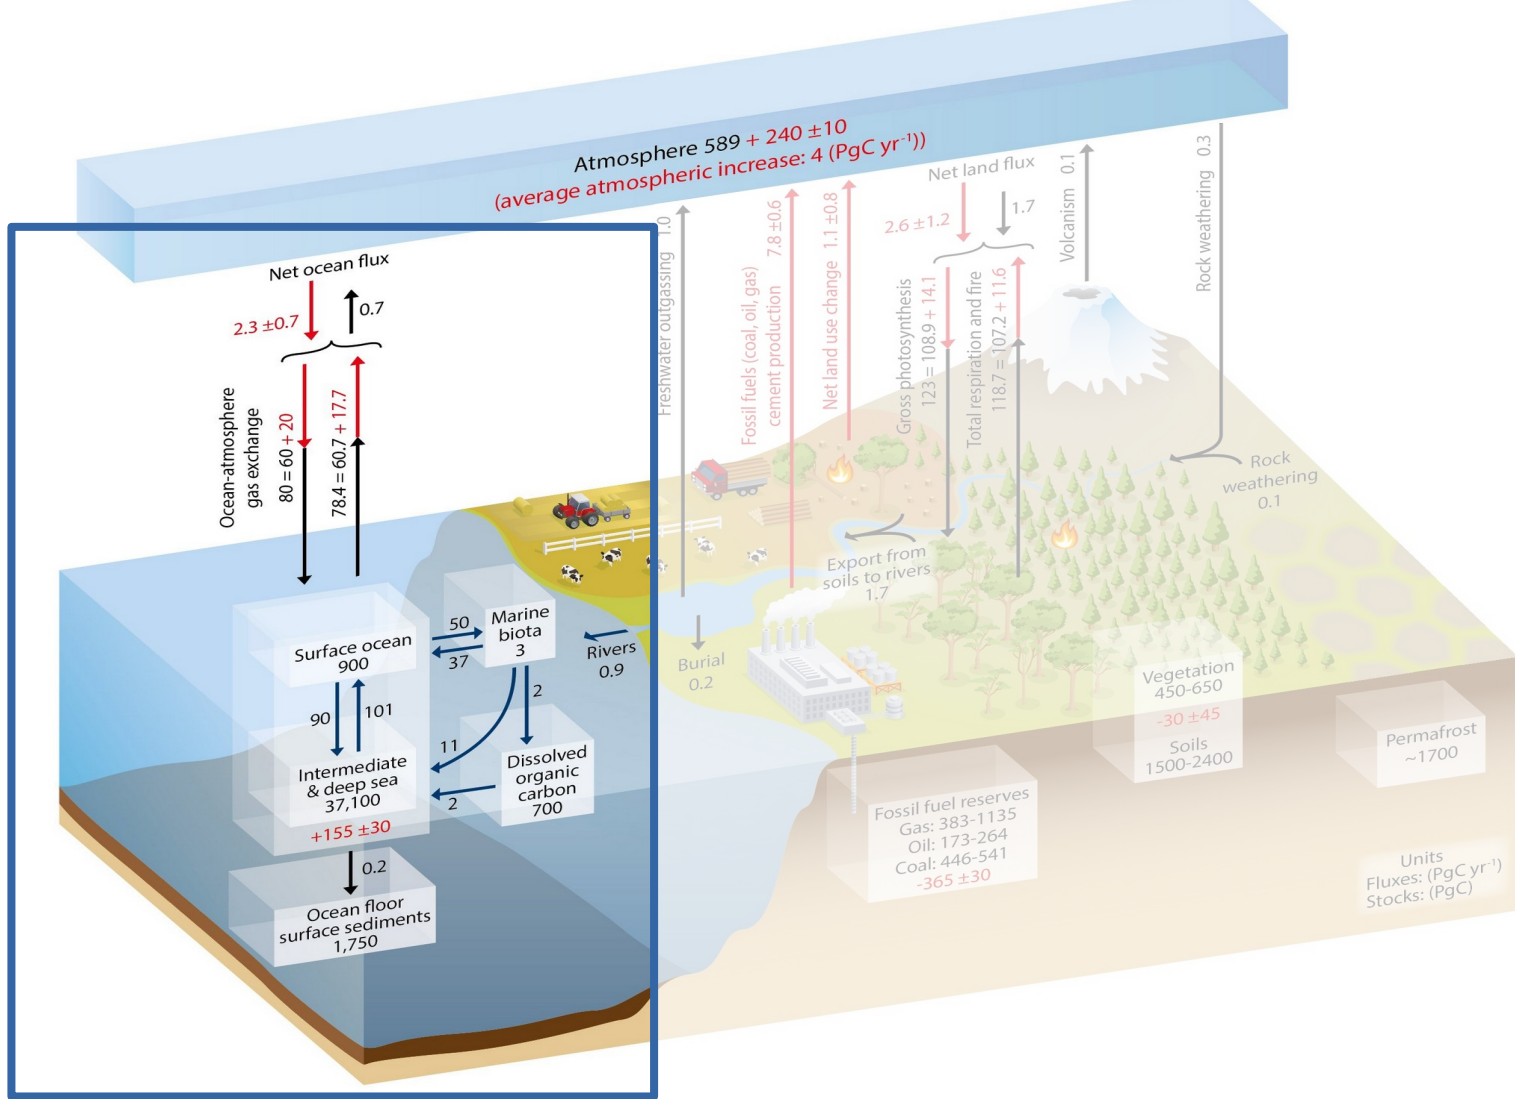 Atmosphere 589 + 240 ±10
(average atmospheric increase: 4 (PgC yr⁻¹))
Net ocean flux
2.3 ±0.7
0.7
Ocean-atmosphere
gas exchange
80 = 60 + 20
78.4 = 60.7 + 17.7
Freshwater outgassing 1.0
Fossil fuels (coal, oil, gas)
cement production 7.8 ±0.6
Net land use change 1.1 ±0.8
Net land flux
2.6 ±1.2
1.7
Gross photosynthesis
123 = 108.9 + 14.1
Total respiration and fire
118.7 = 107.2 + 11.6
Volcanism 0.1
Rock weathering 0.3
Rock
weathering
0.1
Export from
soils to rivers
1.7
Surface ocean
900
50
37
Marine
biota
3
Rivers
0.9
Burial
0.2
90
101
11
2
2
Intermediate
& deep sea
37,100
+155 ±30
Dissolved
organic
carbon
700
0.2
Ocean floor
surface sediments
1,750
Vegetation
450-650
-30 ±45
Soils
1500-2400
Permafrost
~1700
Fossil fuel reserves
Gas: 383-1135
Oil: 173-264
Coal: 446-541
-365 ±30
Units
Fluxes: (PgC yr⁻¹)
Stocks: (PgC)